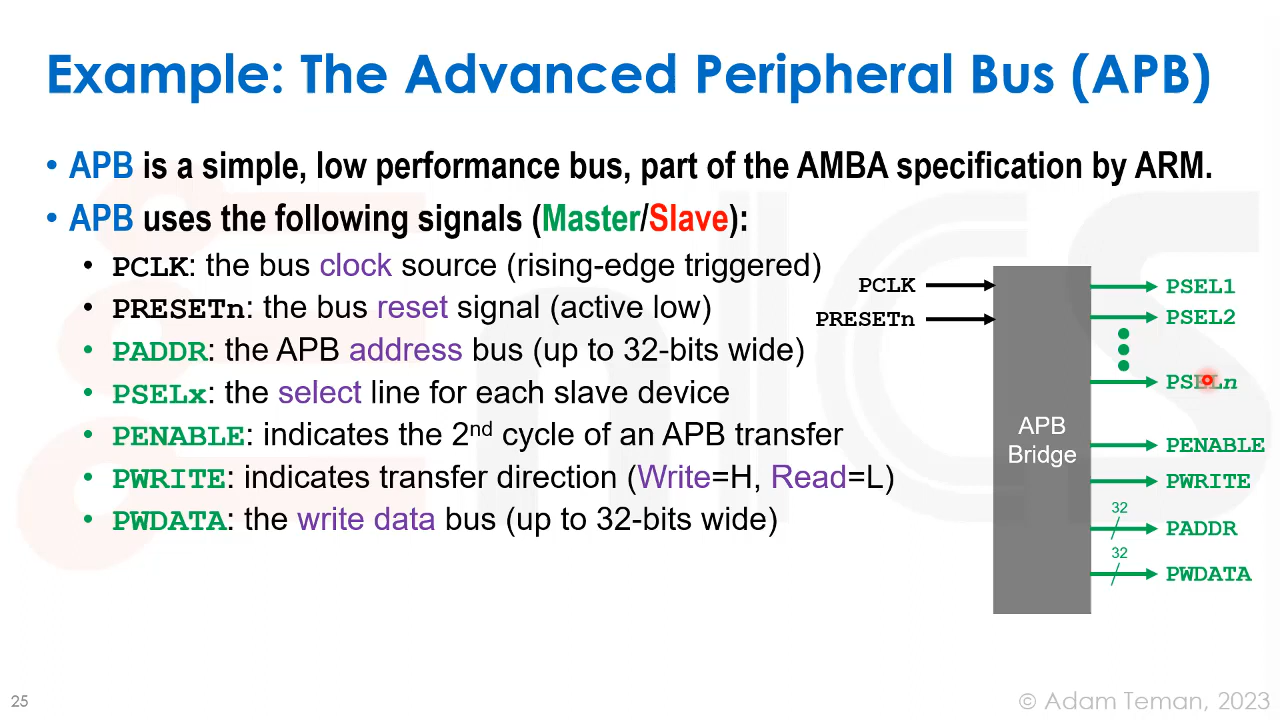 Example: The Advanced Peripheral Bus (APB)
• APB is a simple, low performance bus, part of the AMBA specification by ARM.
• APB uses the following signals (Master/Slave):
• PCLK: the bus clock source (rising-edge triggered)
• PRESETn: the bus reset signal (active low)
• PADDR: the APB address bus (up to 32-bits wide)
• PSELx: the select line for each slave device
• PENABLE: indicates the 2nd cycle of an APB transfer
• PWRITE: indicates transfer direction (Write=H, Read=L)
• PWDATA: the write data bus (up to 32-bits wide)
PCLK
PRESETn
APB
Bridge
PSEL1
PSEL2
PSELn
PENABLE
PWRITE
32
PADDR
32
PWDATA
25
© Adam Teman, 2023